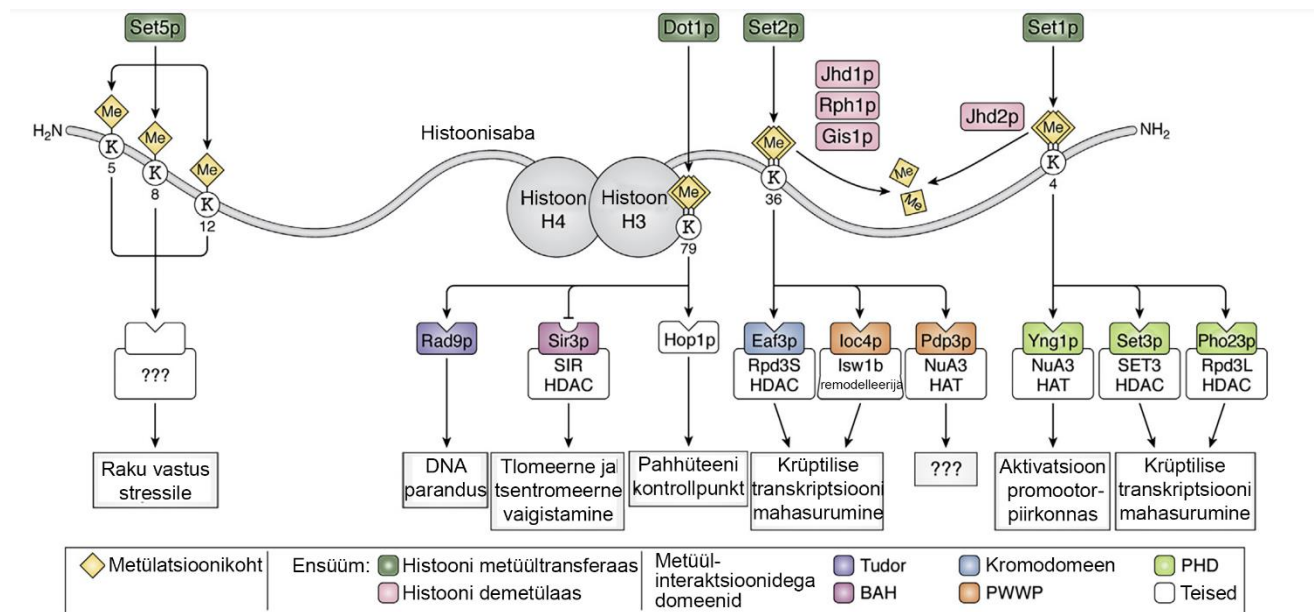 Set5p
Dot1p
Set2p
Set1p
Jhd1p
Rph1p
Gis1p
Jhd2p
H2N
Me
K
5
Me
K
8
Me
K
12
Histoonisaba
Histoon
H4
Histoon
H3
Me
K
79
Me
K
36
Me
Me
Me
K
4
NH2
???
Rad9p
Sir3p
SIR
HDAC
Hop1p
Eaf3p
Rpd3S
HDAC
Ioc4p
Isw1b
remodelleerija
Pdp3p
NuA3
HAT
Yng1p
NuA3
HAT
Set3p
SET3
HDAC
Pho23p
Rpd3L
HDAC
Raku vastus
stressile
DNA
parandus
Tlomeerne ja
tsentromeerne
vaigistamine
Pahhüteeni
kontrollpunkt
Krüptilise
transkriptsiooni
mahasurumine
???
Aktivatsioon
promootor-
piirkonnas
Krüptilise
transkriptsiooni
mahasurumine
Metülatsioonikoht
Ensüüm:
Histooni metüültransferaas
Histooni demetülaas
Metüül-
interaktsioonidega
domeenid
Tudor
BAH
Kromodomeen
PWWP
PHD
Teised